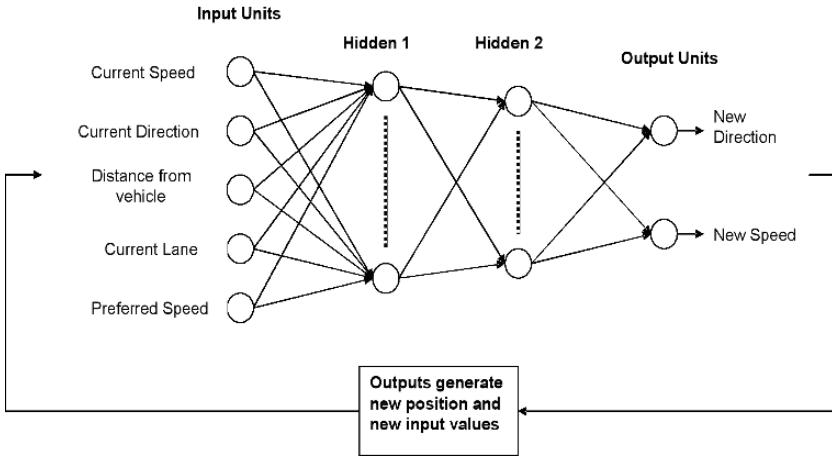 Input Units
Hidden 1
Hidden 2
Output Units
Current Speed
Current Direction
Distance from
vehicle
Current Lane
Preferred Speed
New
Direction
New Speed
Outputs generate
new position and
new input values